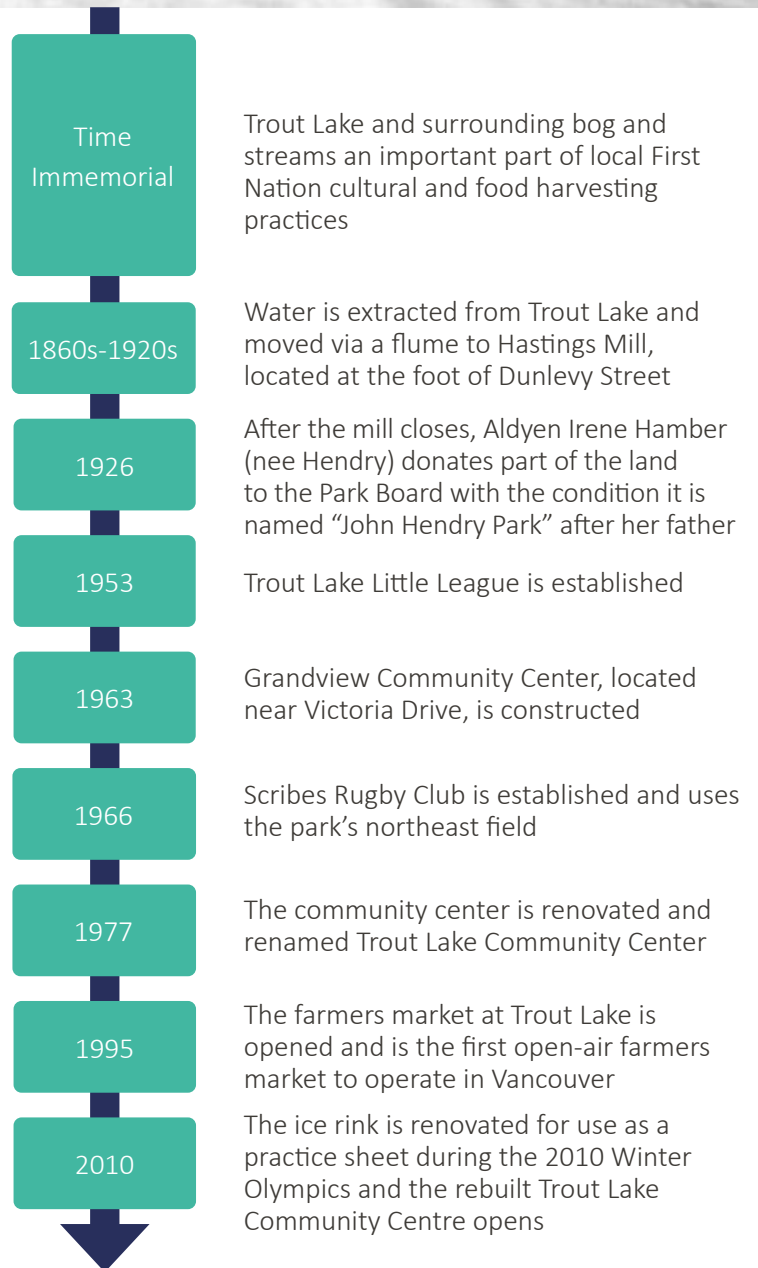 Time
Immemorial
Trout Lake and surrounding bog and
streams an important part of local First
Nation cultural and food harvesting
practices
1860s-1920s
Water is extracted from Trout Lake and
moved via a flume to Hastings Mill,
located at the foot of Dunlevy Street
1926
After the mill closes, Aldyen Irene Hamber
(nee Hendry) donates part of the land
to the Park Board with the condition it is
named “John Hendry Park” after her father
1953
Trout Lake Little League is established
1963
Grandview Community Center, located
near Victoria Drive, is constructed
1966
Scribes Rugby Club is established and uses
the park’s northeast field
1977
The community center is renovated and
renamed Trout Lake Community Center
1995
The farmers market at Trout Lake is
opened and is the first open-air farmers
market to operate in Vancouver
2010
The ice rink is renovated for use as a
practice sheet during the 2010 Winter
Olympics and the rebuilt Trout Lake
Community Centre opens